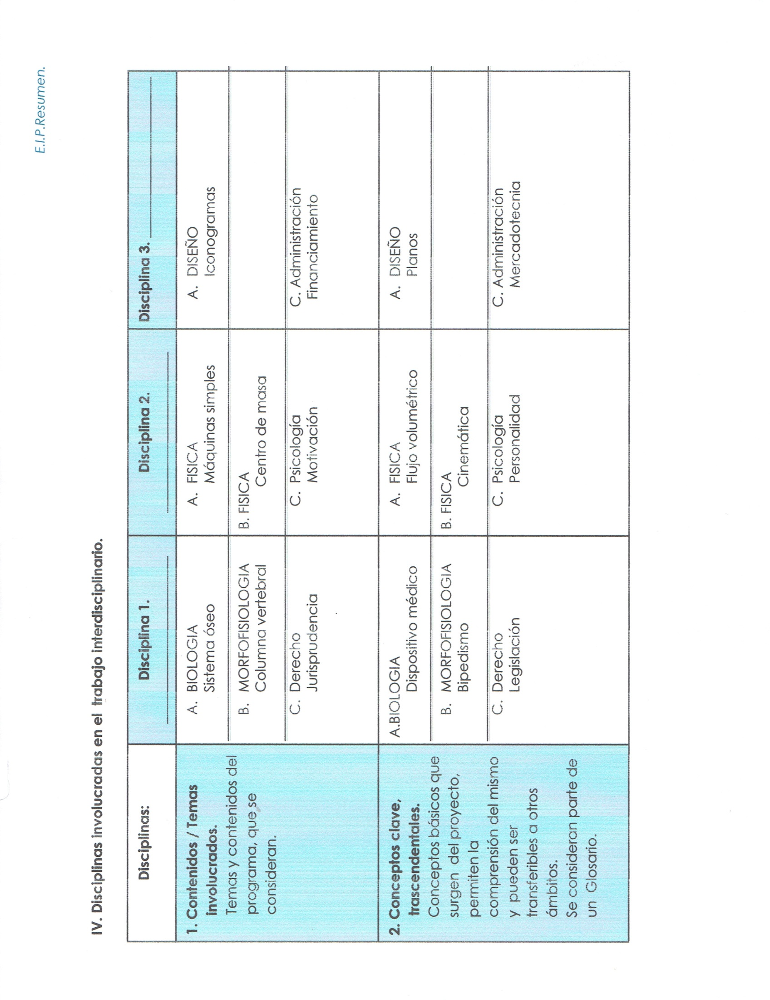 E.I.P.Resumen.
IV. Disciplinas involucradas en el trabajo interdisciplinario.
Disciplinas:
Disciplina 1.
Disciplina 2.
Disciplina 3.
1. Contenidos / Temas
involucrados.
Temas y contenidos del
programa, que se
consideran.
A. BIOLOGIA
Sistema óseo
A. FISICA
Máquinas simples
A. DISEÑO
Iconogramas
B. MORFOFISIOLOGIA
Columna vertebral
B. FISICA
Centro de masa
C. Derecho
Jurisprudencia
C. Psicología
Motivación
C. Administración
Financiamiento
2. Conceptos clave,
trascendentales.
Conceptos básicos que
surgen del proyecto,
permiten la
comprensión del mismo
y pueden ser
transferibles a otros
ámbitos.
Se consideran parte de
un Glosario.
A.BIOLOGIA
Dispositivo médico
A. FISICA
Flujo volumétrico
A. DISEÑO
Planos
B. MORFOFISIOLOGIA
Bipedismo
B. FISICA
Cinemática
C. Derecho
Legislación
C. Psicología
Personalidad
C. Administración
Mercadotecnia